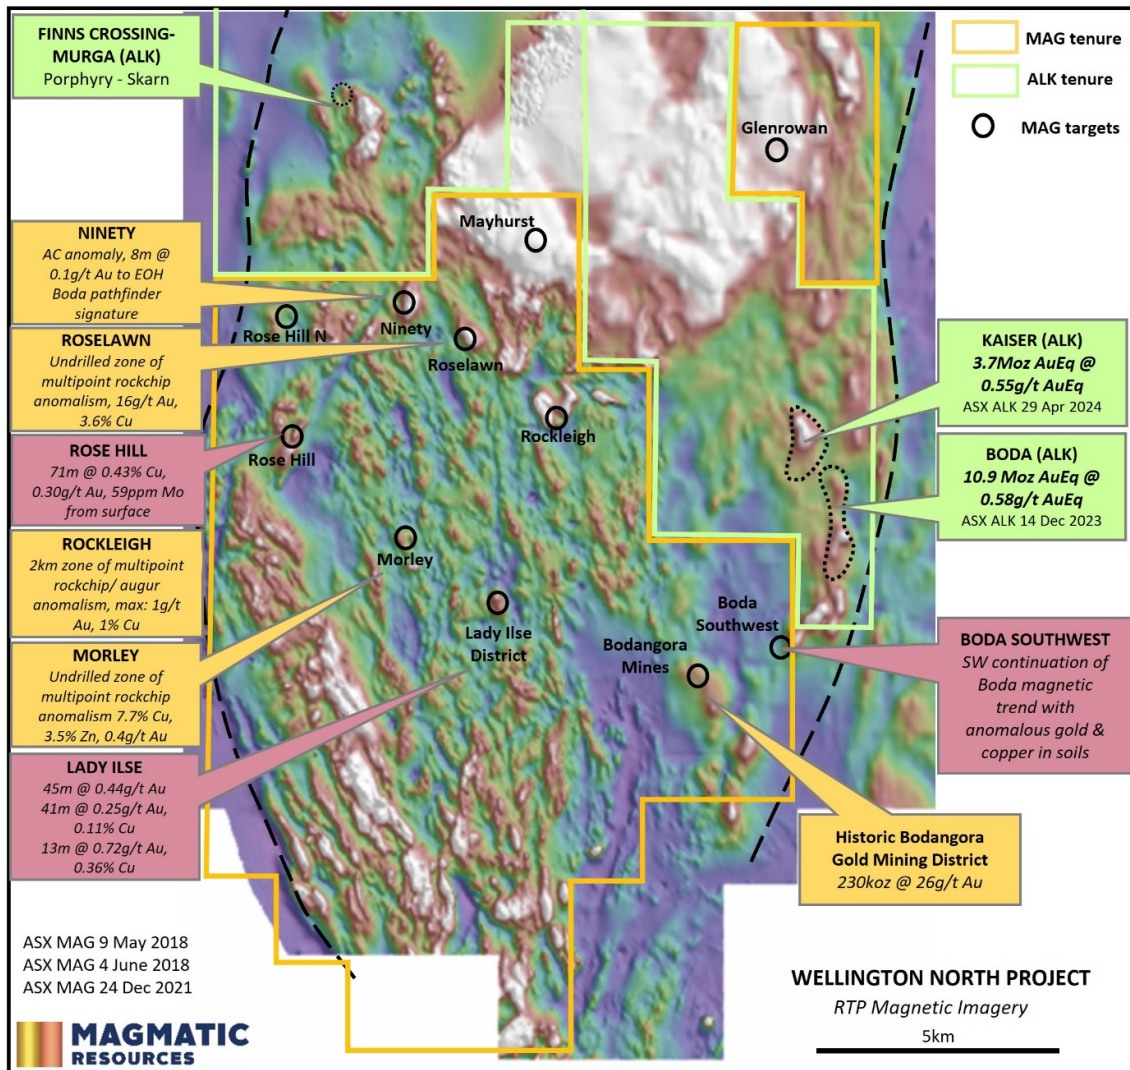 FINNS CROSSING-
MURGA (ALK)
Porphyry - Skarn
MAG tenure
ALK tenure
MAG targets
Glenrowan
Mayhurst
NINETY
AC anomaly, 8m @
0.1g/t Au to EOH
Boda pathfinder
signature
Rose Hill N
Ninety
Roselawn
ROSELAWN
Undrilled zone of
multipoint rockchip
anomalism, 16g/t Au,
3.6% Cu
KAISER (ALK)
3.7Moz AuEq @
0.55g/t AuEq
ASX ALK 29 Apr 2024
Rockleigh
Rose Hill
ROSE HILL
71m @ 0.43% Cu,
0.30g/t Au, 59ppm Mo
from surface
BODA (ALK)
10.9 Moz AuEq @
0.58g/t AuEq
ASX ALK 14 Dec 2023
ROCKLEIGH
2km zone of multipoint
rockchip/ augur
anomalism, max: 1g/t
Au, 1% Cu
Morley
Lady Ilse
District
Boda
Southwest
Bodangora
Mines
MORLEY
Undrilled zone of
multipoint rockchip
anomalism 7.7% Cu,
3.5% Zn, 0.4g/t Au
BODA SOUTHWEST
SW continuation of
Boda magnetic
trend with
anomalous gold &
copper in soils
LADY ILSE
45m @ 0.44g/t Au
41m @ 0.25g/t Au,
0.11% Cu
13m @ 0.72g/t Au,
0.36% Cu
Historic Bodangora
Gold Mining District
230koz @ 26g/t Au
ASX MAG 9 May 2018
ASX MAG 4 June 2018
ASX MAG 24 Dec 2021
MAGMATIC
RESOURCES
WELLINGTON NORTH PROJECT
RTP Magnetic Imagery
5km